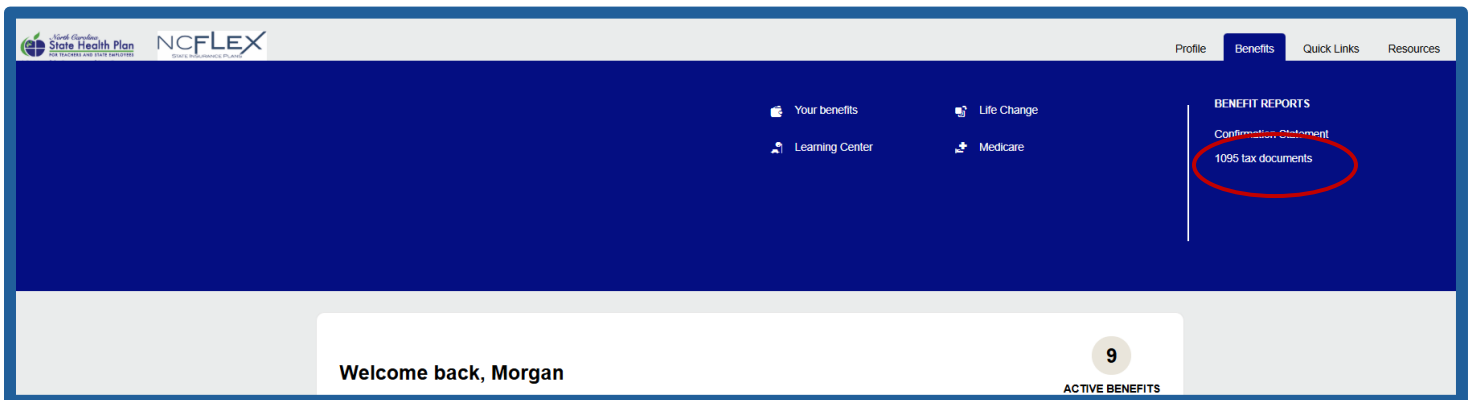 North Carolina
State Health Plan
FOR TEACHERS AND STATE EMPLOYEES
NCFLEX
STATE INSURANCE PLANS
Profile
Benefits
Quick Links
Resources
Your benefits
Life Change
Learning Center
Medicare
BENEFIT REPORTS
Confirmation Statement
1095 tax documents
Welcome back, Morgan
9
ACTIVE BENEFITS